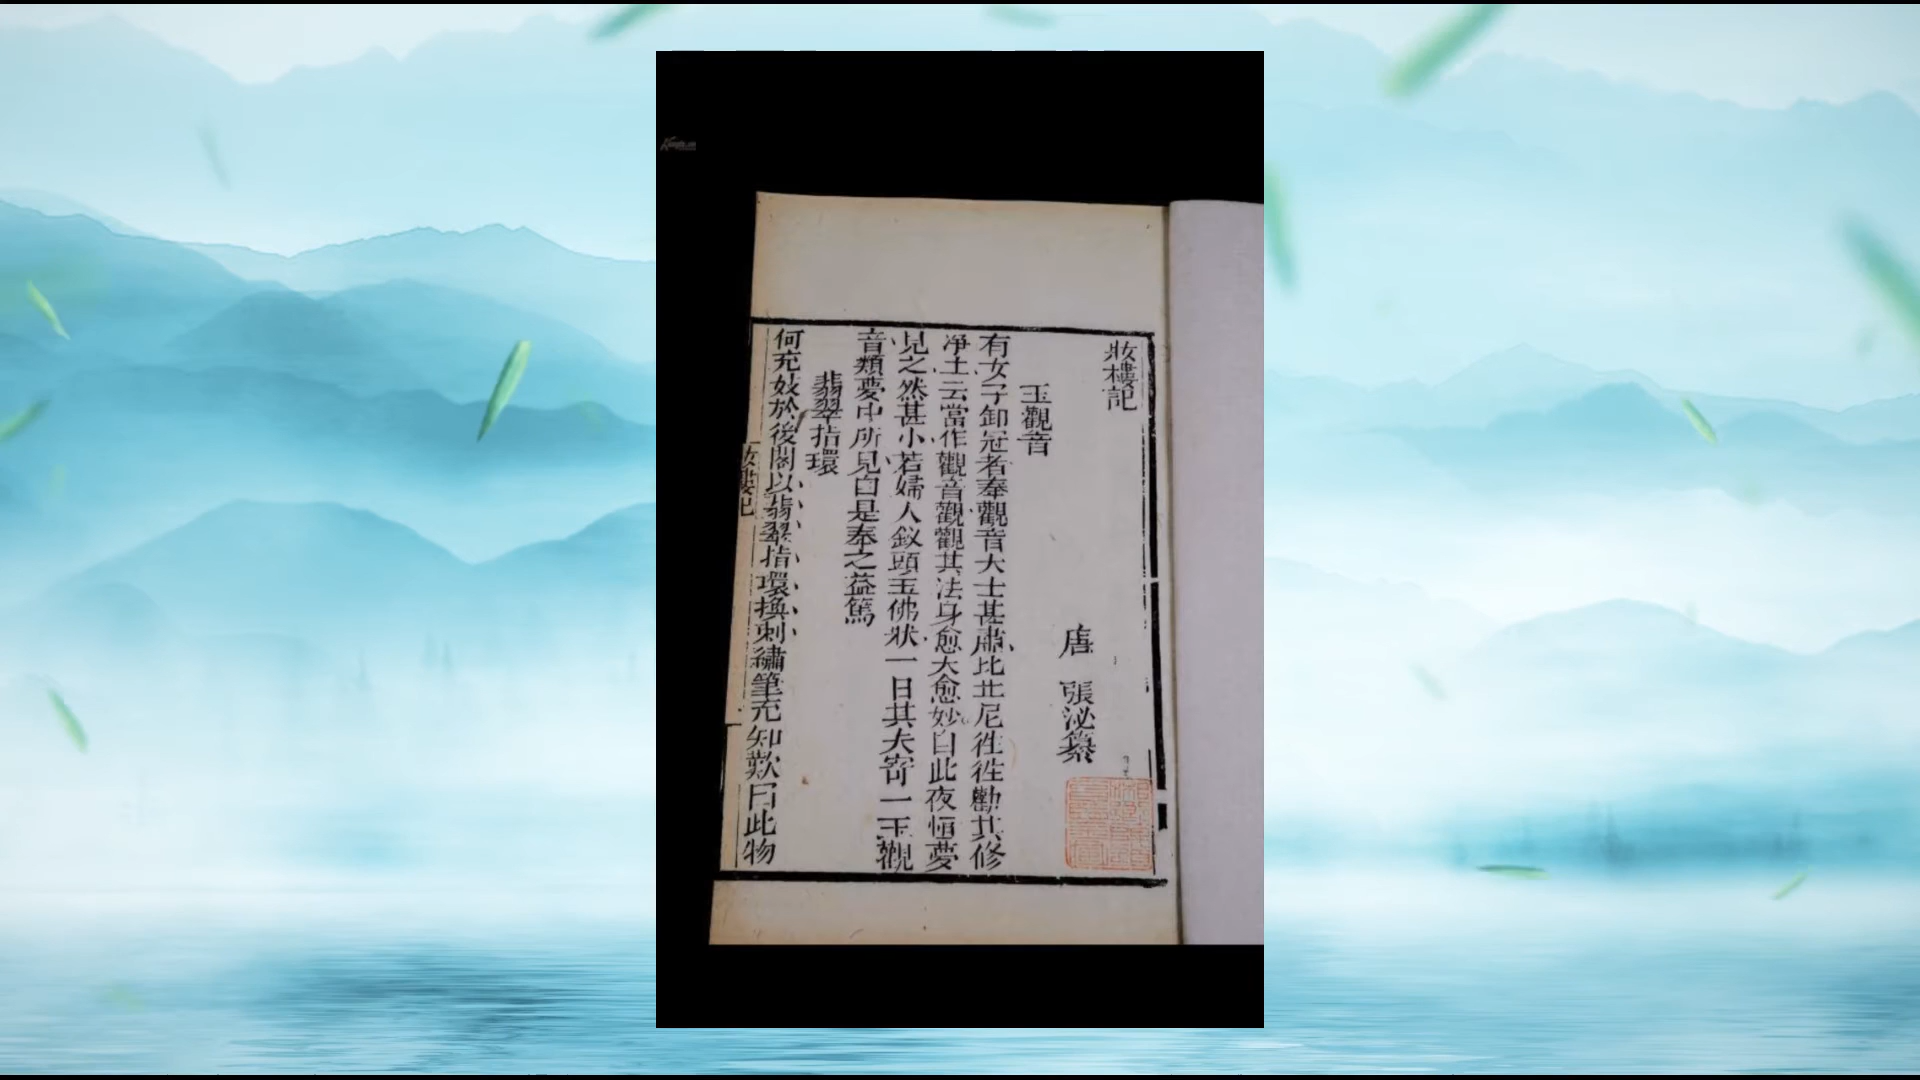 妝樓記
唐 張泌纂
玉觀音
有女子卸冠者奉觀音大士甚肅比丘尼徃徃勸其修
凈土云當作觀音觀觀其法身愈大愈妙自此夜恒夢
見之然甚小若婦人釵頭玉佛狀一日其夫寄一玉觀
音類夢中所見自是奉之益篤
翡翠指環
何充妓於後閣以翡翠指環換刺繡筆充知歎曰此物
妝樓記